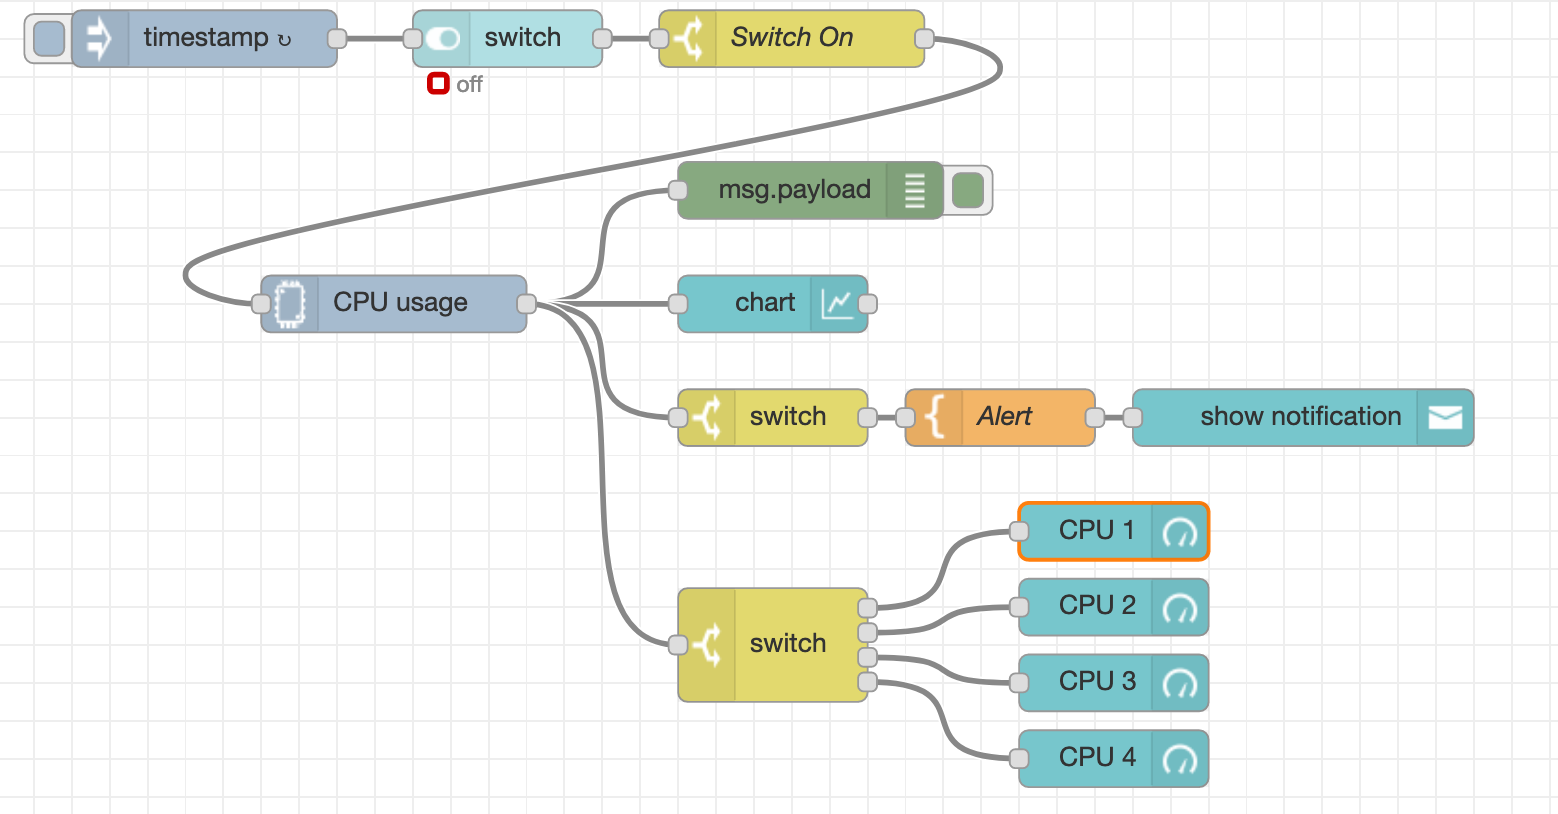 timestamp ↻
switch
Switch On
off
msg.payload
CPU usage
chart
switch
Alert
show notification
CPU 1
CPU 2
switch
CPU 3
CPU 4